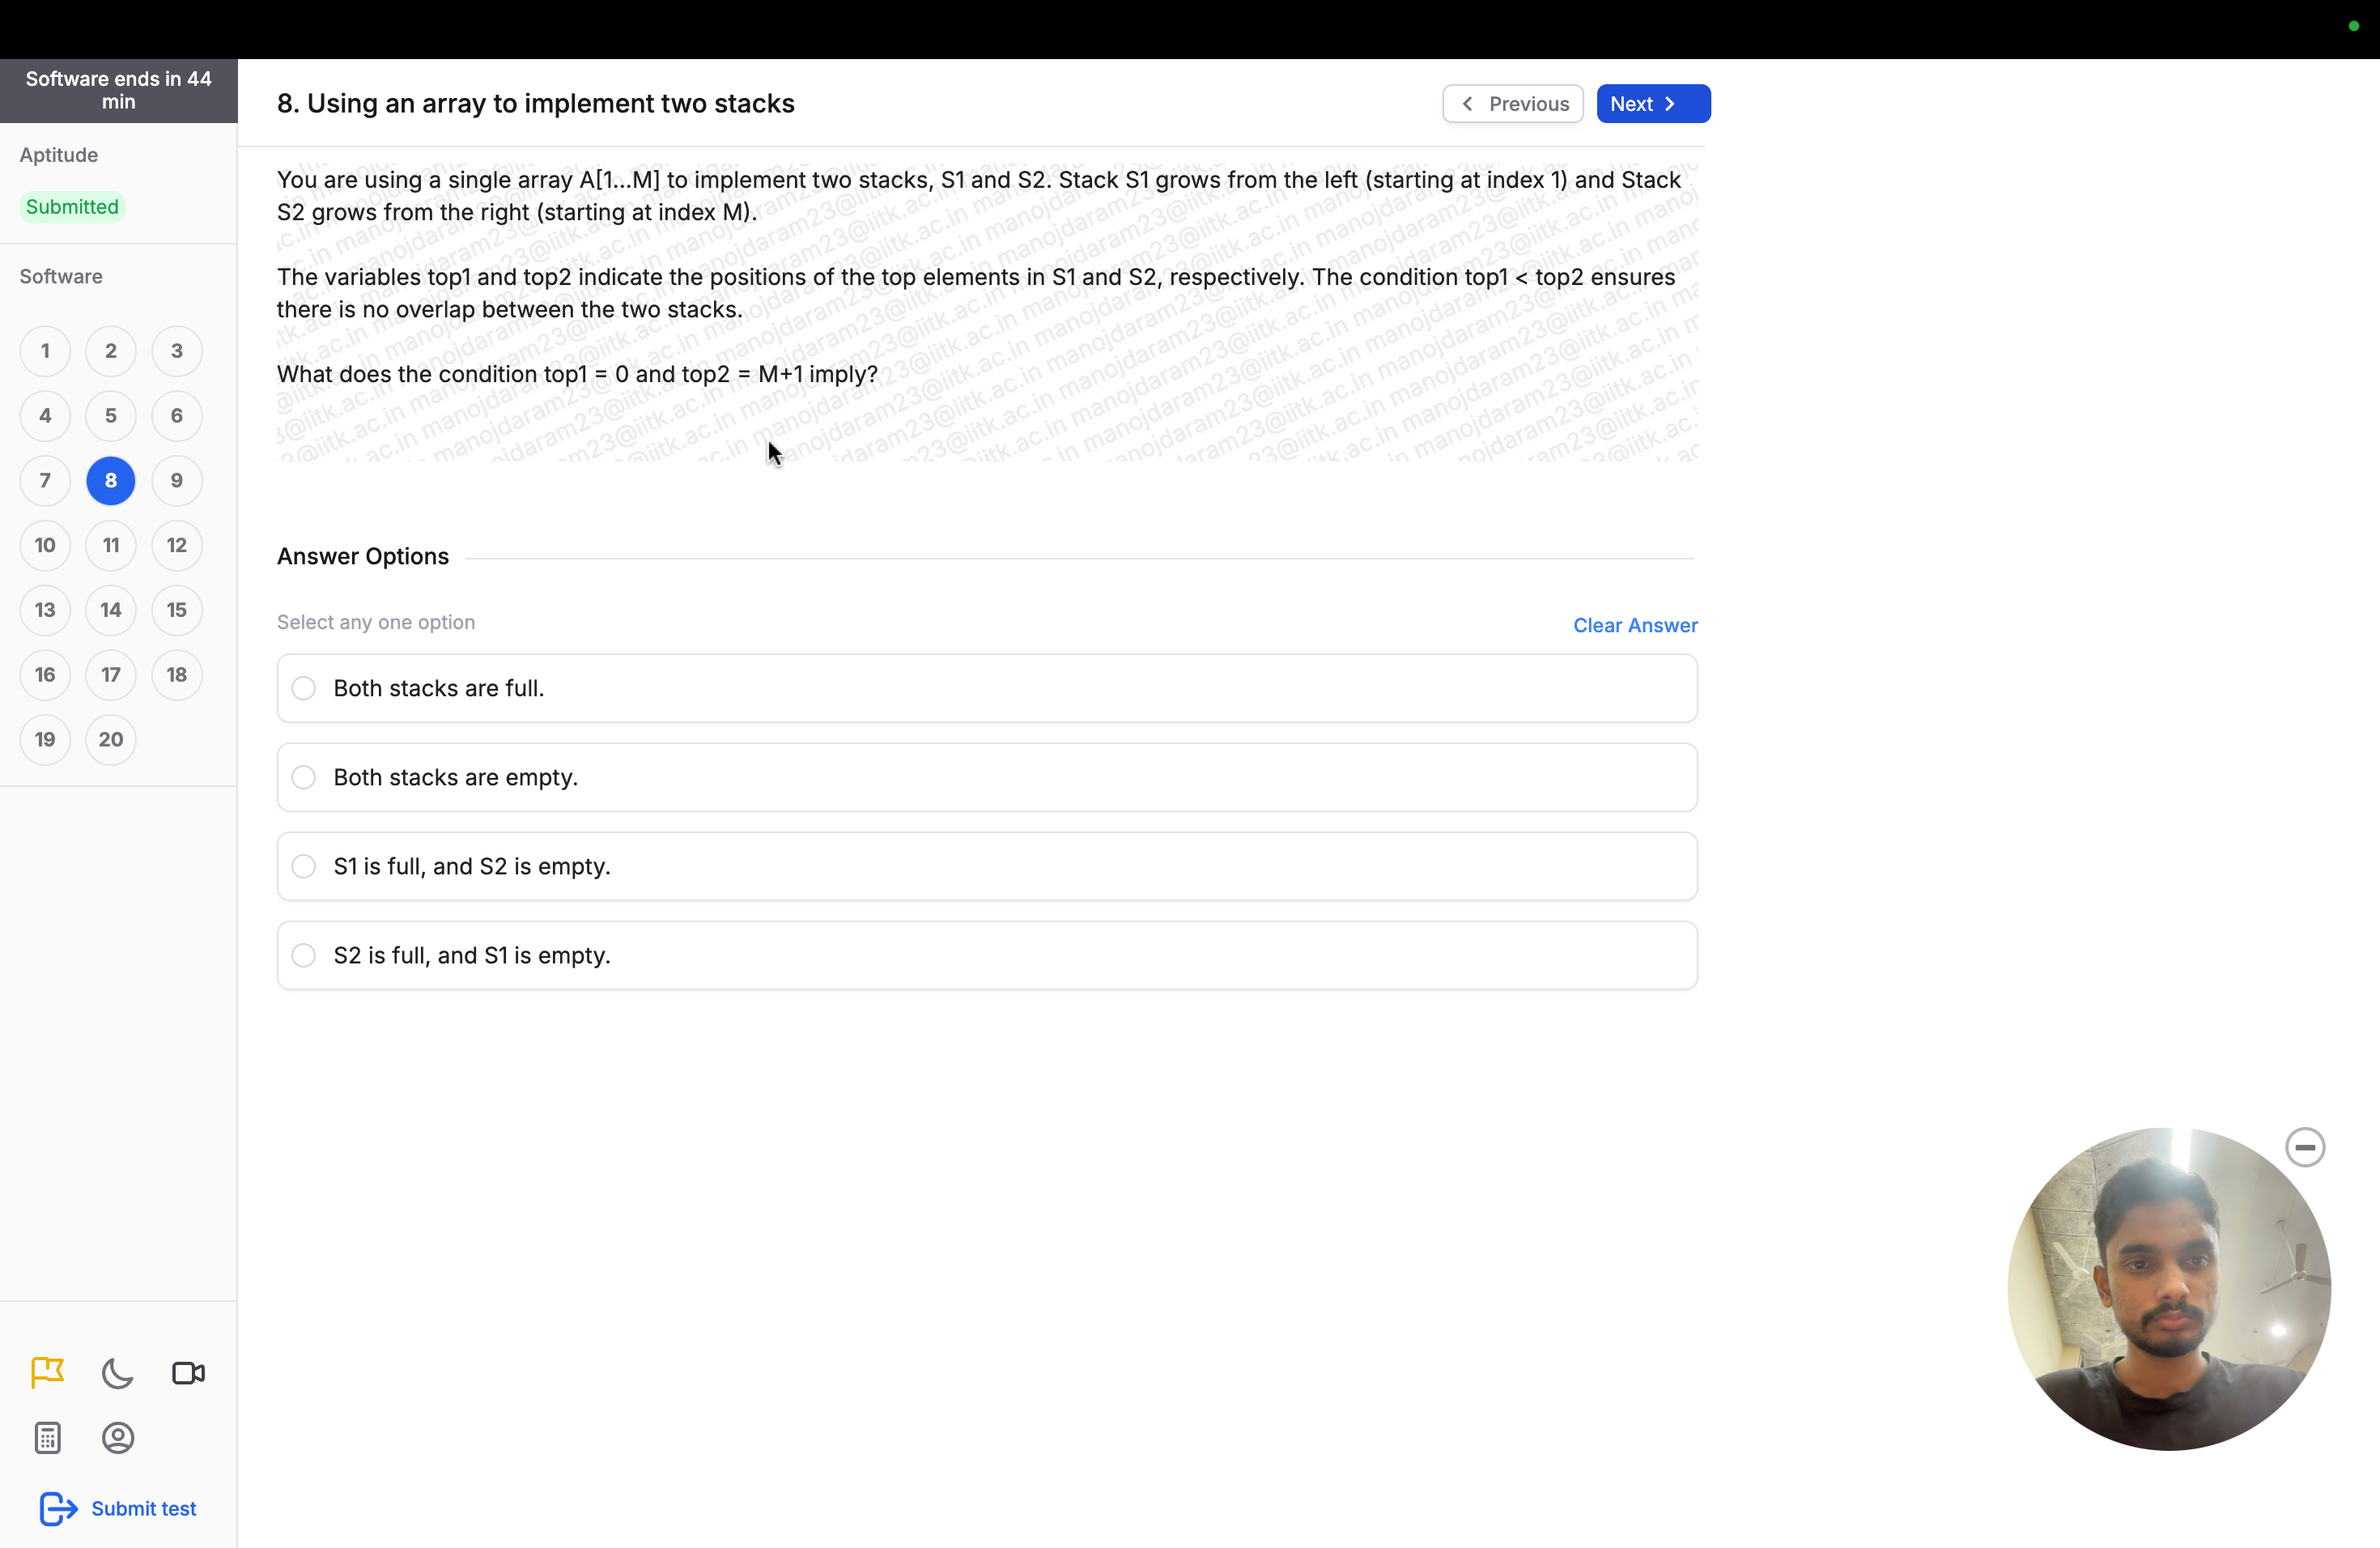 Software ends in 44
min
Aptitude
Submitted
Software
1 2 3
4 5 6
7 8 9
10 11 12
13 14 15
16 17 18
19 20
Submit test
8. Using an array to implement two stacks
Previous
Next
You are using a single array A[1...M] to implement two stacks, S1 and S2. Stack S1 grows from the left (starting at index 1) and Stack
S2 grows from the right (starting at index M).
The variables top1 and top2 indicate the positions of the top elements in S1 and S2, respectively. The condition top1 < top2 ensures
there is no overlap between the two stacks.
What does the condition top1 = 0 and top2 = M+1 imply?
manojdaram23@iitk.ac.in
Answer Options
Select any one option
Clear Answer
Both stacks are full.
Both stacks are empty.
S1 is full, and S2 is empty.
S2 is full, and S1 is empty.